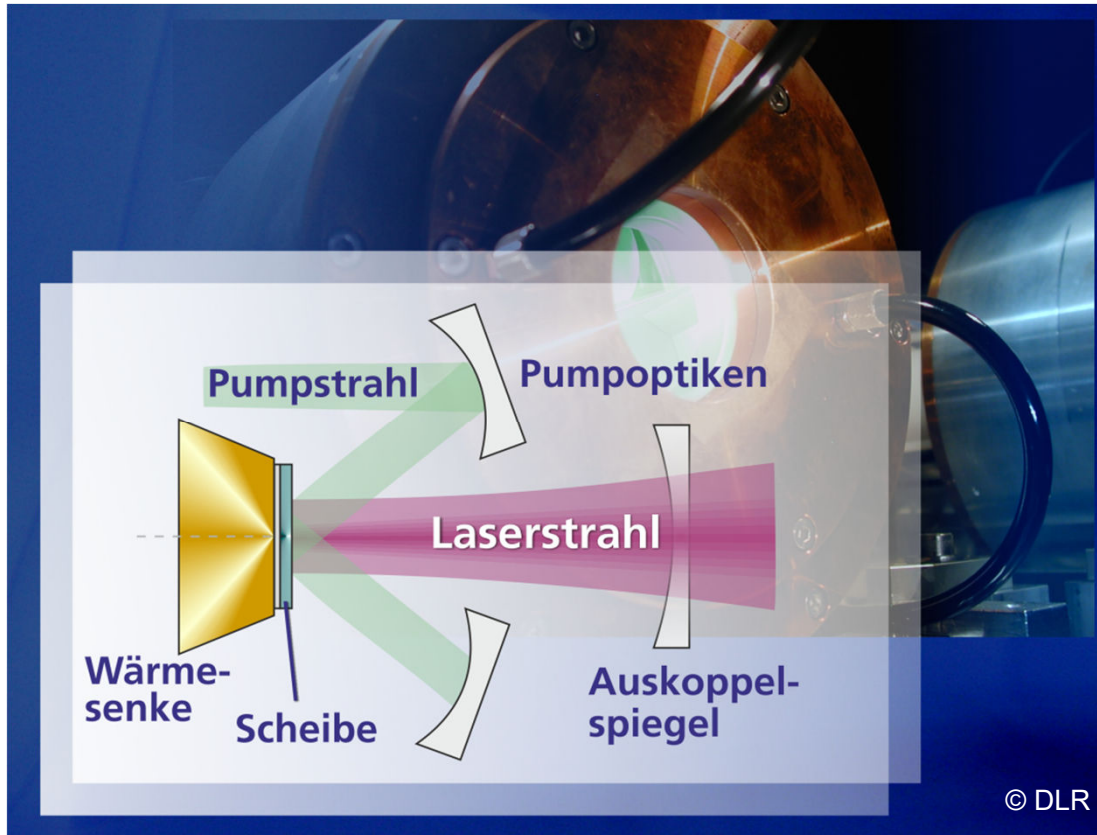 Pumpstrahl
Pumpoptiken
Laserstrahl
Wärme-
senke
Scheibe
Auskoppel-
spiegel
© DLR